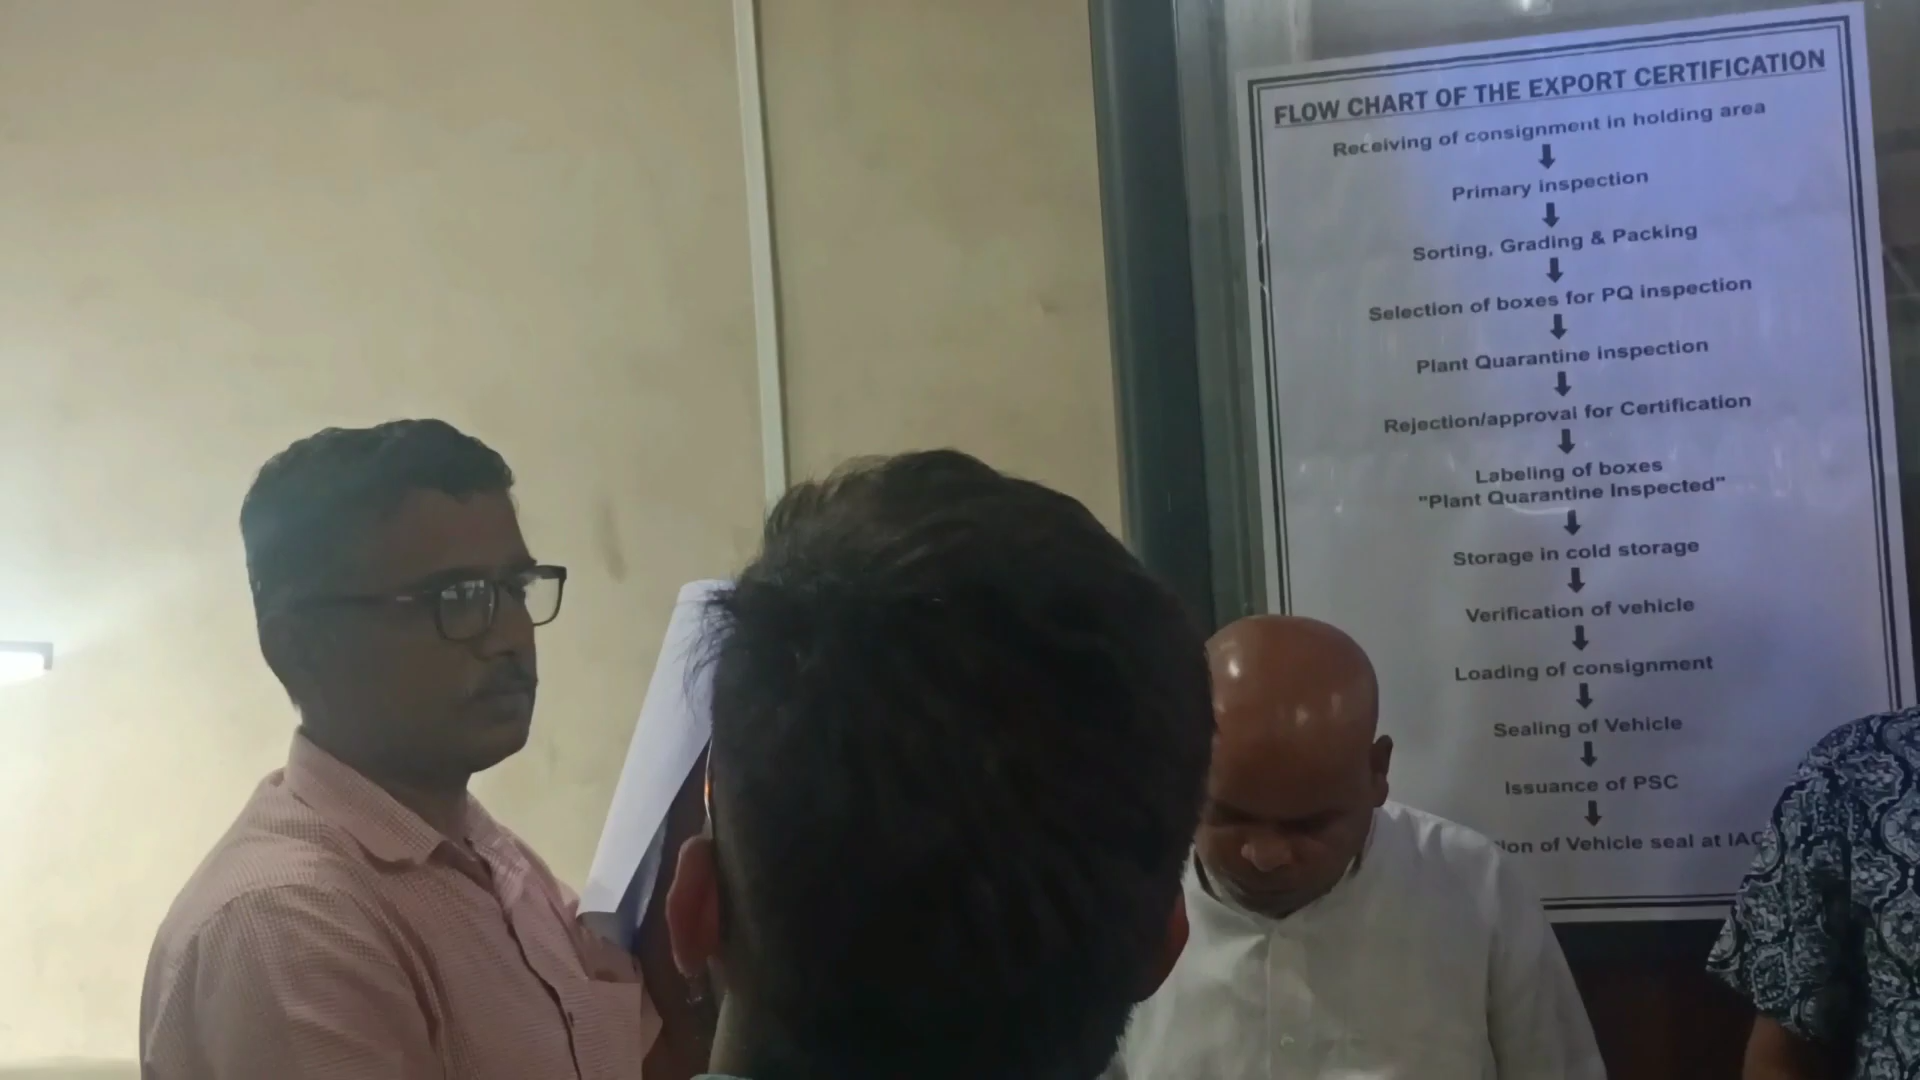 FLOW CHART OF THE EXPORT CERTIFICATION
Receiving of consignment in holding area
Primary inspection
Sorting, Grading & Packing
Selection of boxes for PQ inspection
Plant Quarantine inspection
Rejection/approval for Certification
Labeling of boxes
"Plant Quarantine Inspected"
Storage in cold storage
Verification of vehicle
Loading of consignment
Sealing of Vehicle
Issuance of PSC
of Vehicle seal at